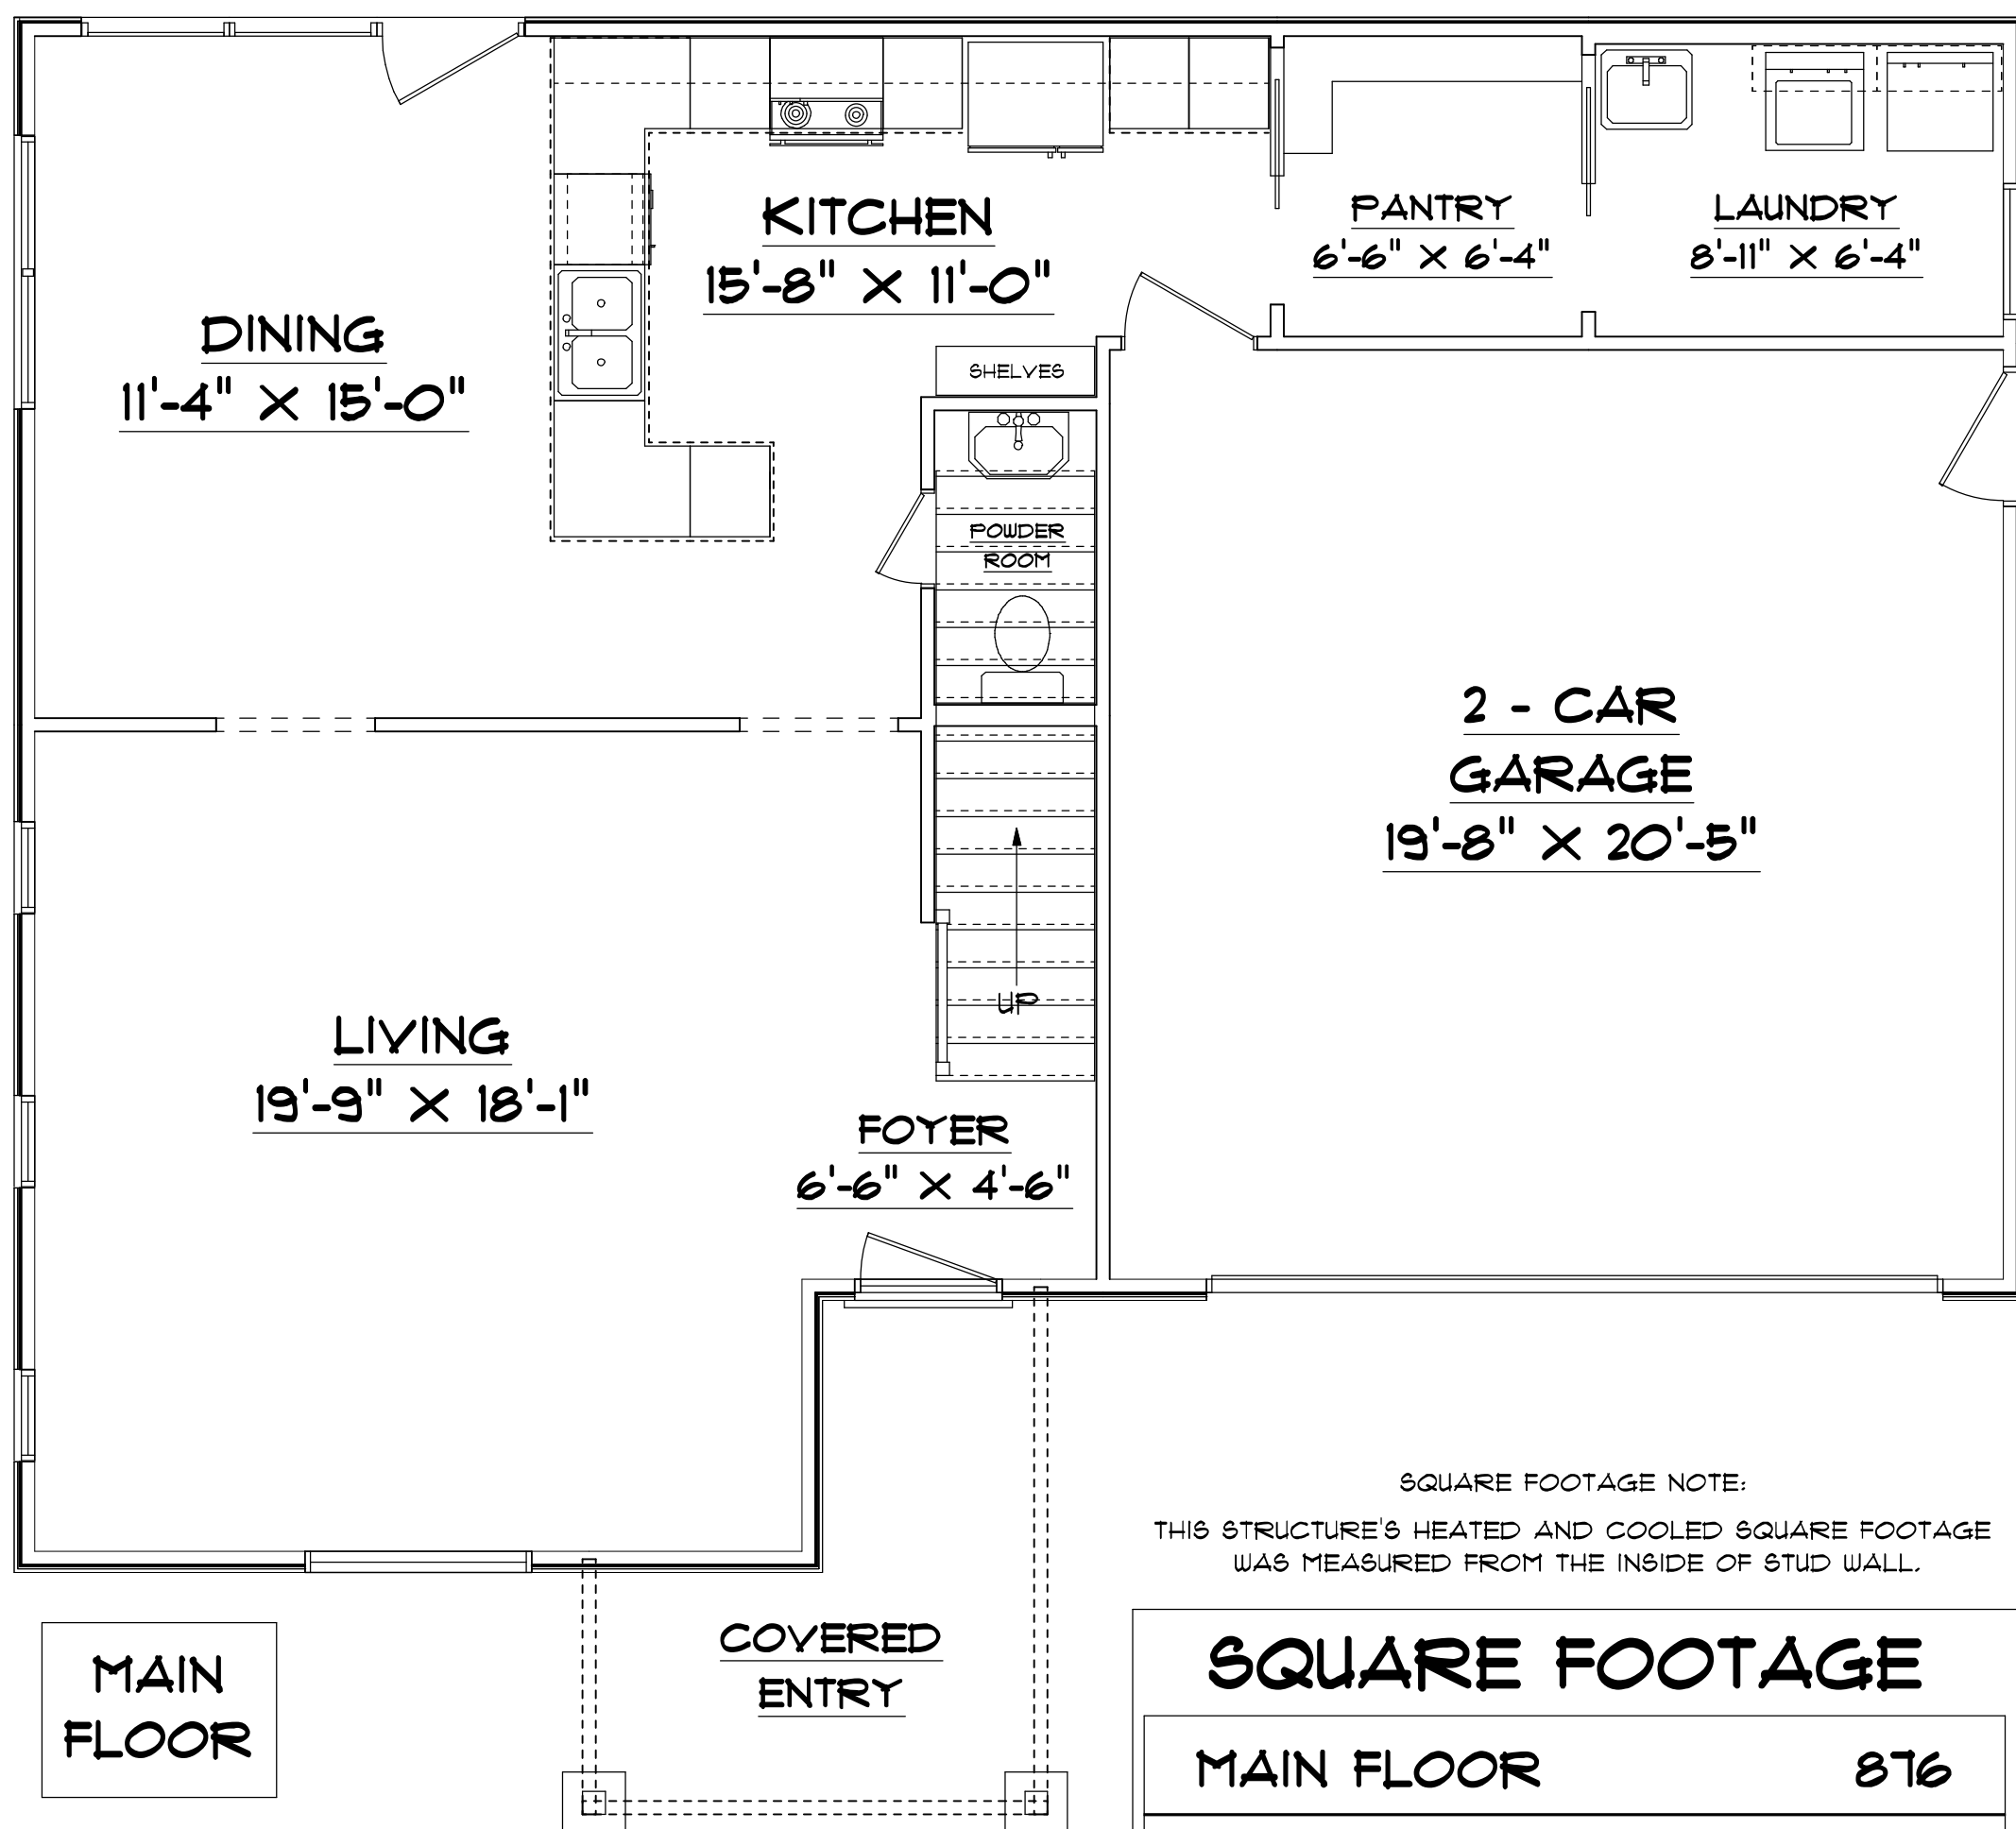 KITCHEN
15'-8" X 11'-0"
PANTRY
6'-6" X 6'-4"
LAUNDRY
8'-11" X 6'-4"
DINING
11'-4" X 15'-0"
SHELVES
POWDER
ROOM
2 - CAR
GARAGE
19'-8" X 20'-5"
LIVING
19'-9" X 18'-1"
UP
FOYER
6'-6" X 4'-6"
SQUARE FOOTAGE NOTE:
THIS STRUCTURE'S HEATED AND COOLED SQUARE FOOTAGE
WAS MEASURED FROM THE INSIDE OF STUD WALL.
COVERED
ENTRY
MAIN
FLOOR
SQUARE FOOTAGE
MAIN FLOOR 876